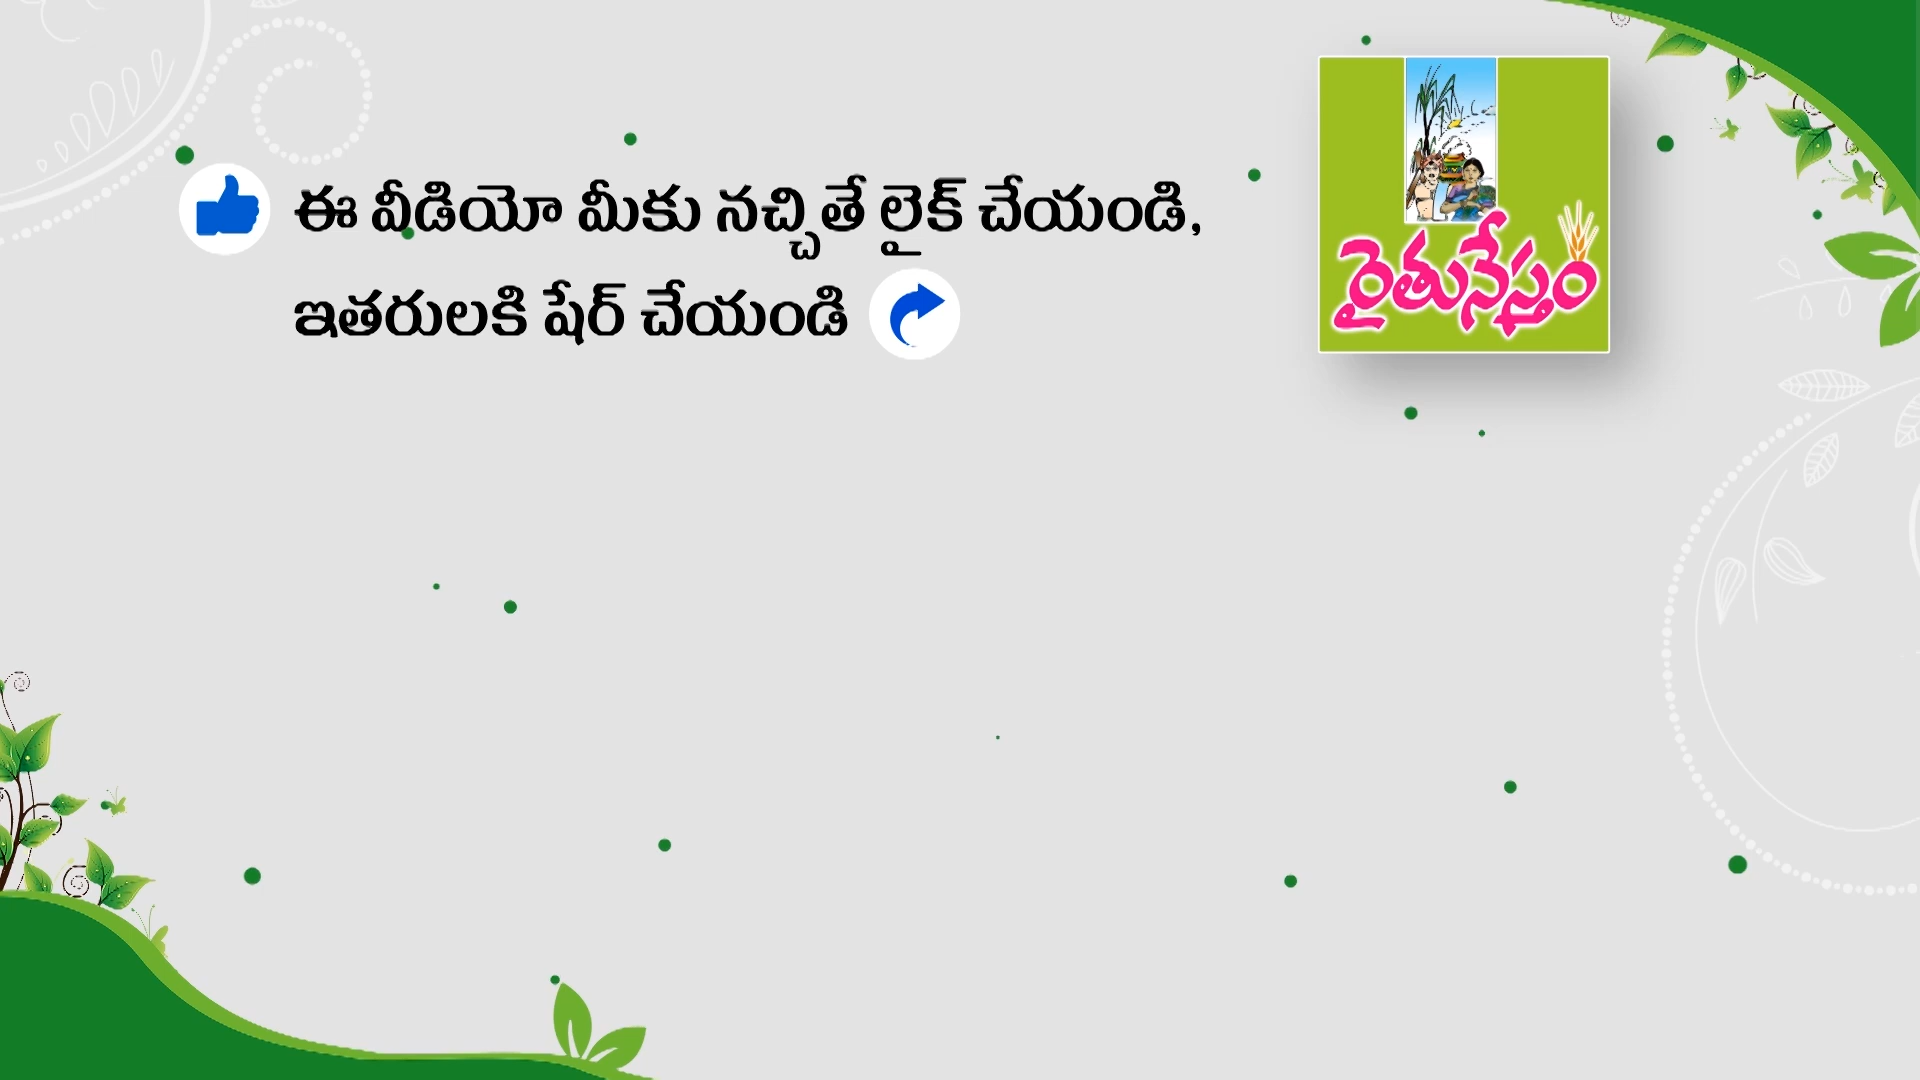 ఈ వీడియో మీకు నచ్చితే లైక్ చేయండి,
ఇతరులకి షేర్ చేయండి
రైతునేస్తం